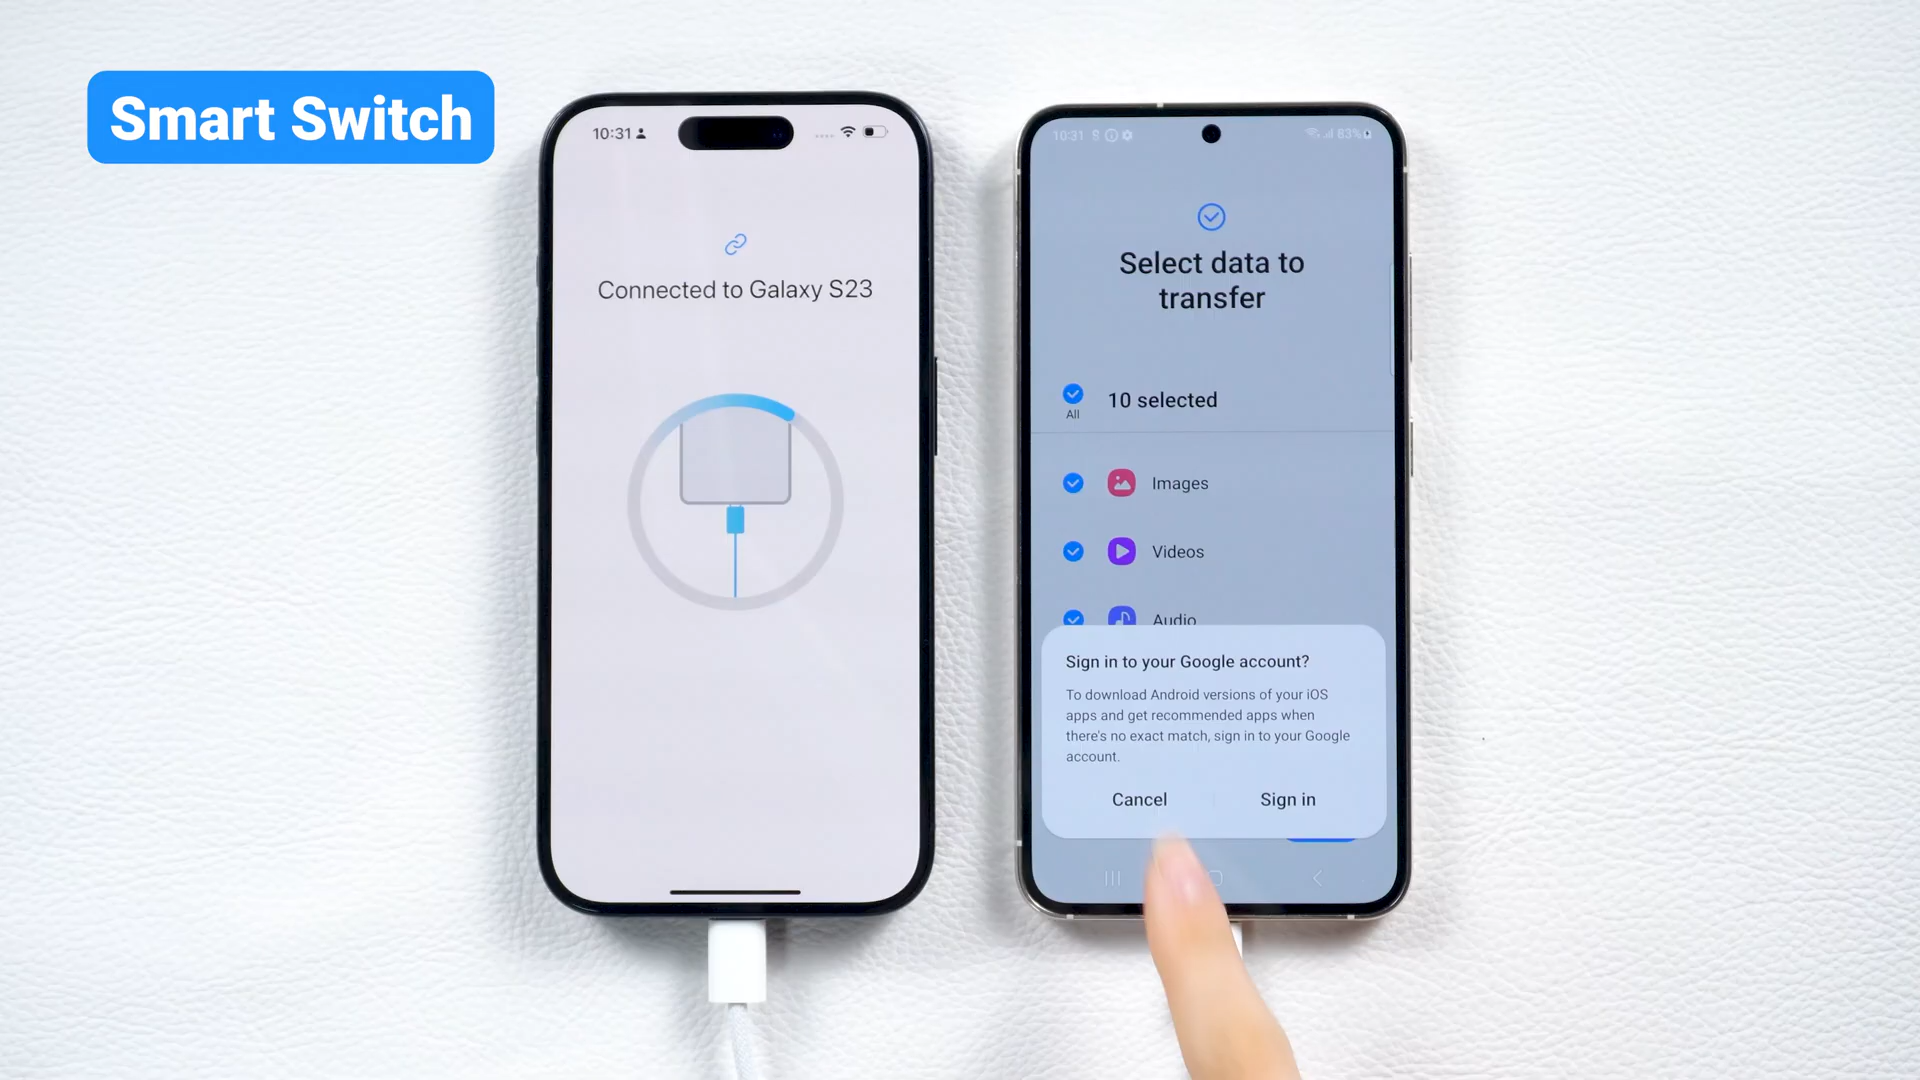 Smart Switch
10:31
Connected to Galaxy S23
10:31
83%
Select data to
transfer
All
10 selected
Images
Videos
Audio
Sign in to your Google account?
To download Android versions of your iOS
apps and get recommended apps when
there's no exact match, sign in to your Google
account.
Cancel
Sign in